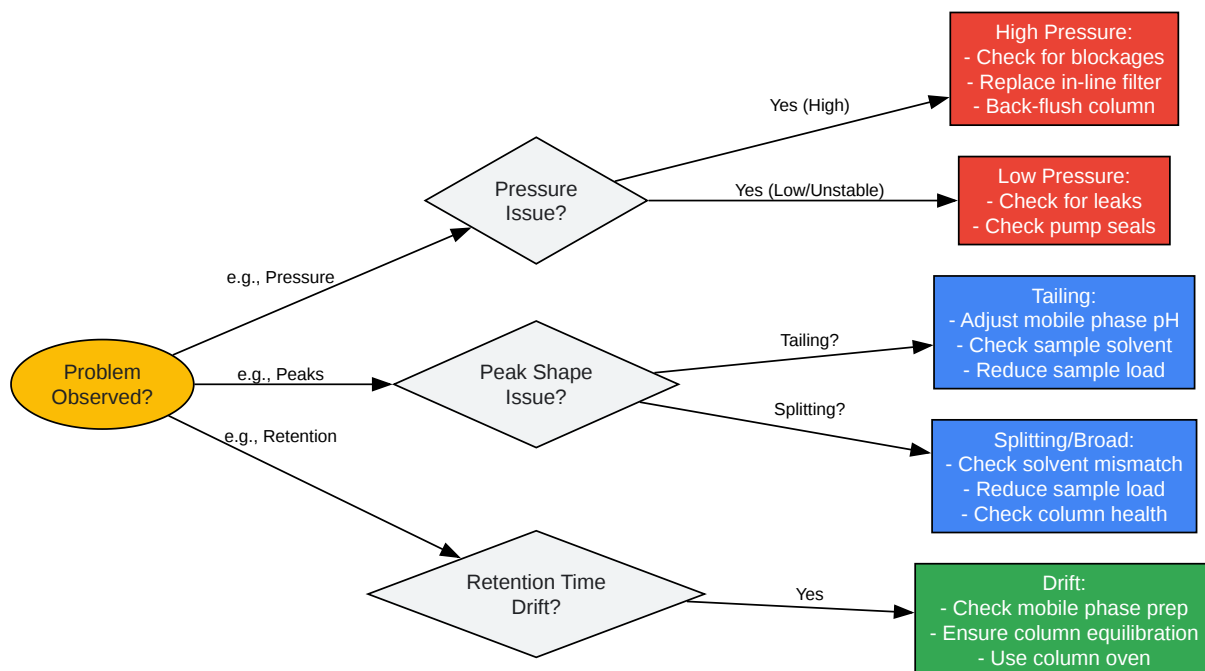 High Pressure:
- Check for blockages
- Replace in-line filter
- Back-flush column
Yes (High)
Pressure
Issue?
Yes (Low/Unstable)
Low Pressure:
- Check for leaks
- Check pump seals
e.g., Pressure
Problem
Observed?
e.g., Peaks
Peak Shape
Issue?
Tailing?
Tailing:
- Adjust mobile phase pH
- Check sample solvent
- Reduce sample load
Splitting?
Splitting/Broad:
- Check solvent mismatch
- Reduce sample load
- Check column health
e.g., Retention
Retention Time
Drift?
Yes
Drift:
- Check mobile phase prep
- Ensure column equilibration
- Use column oven